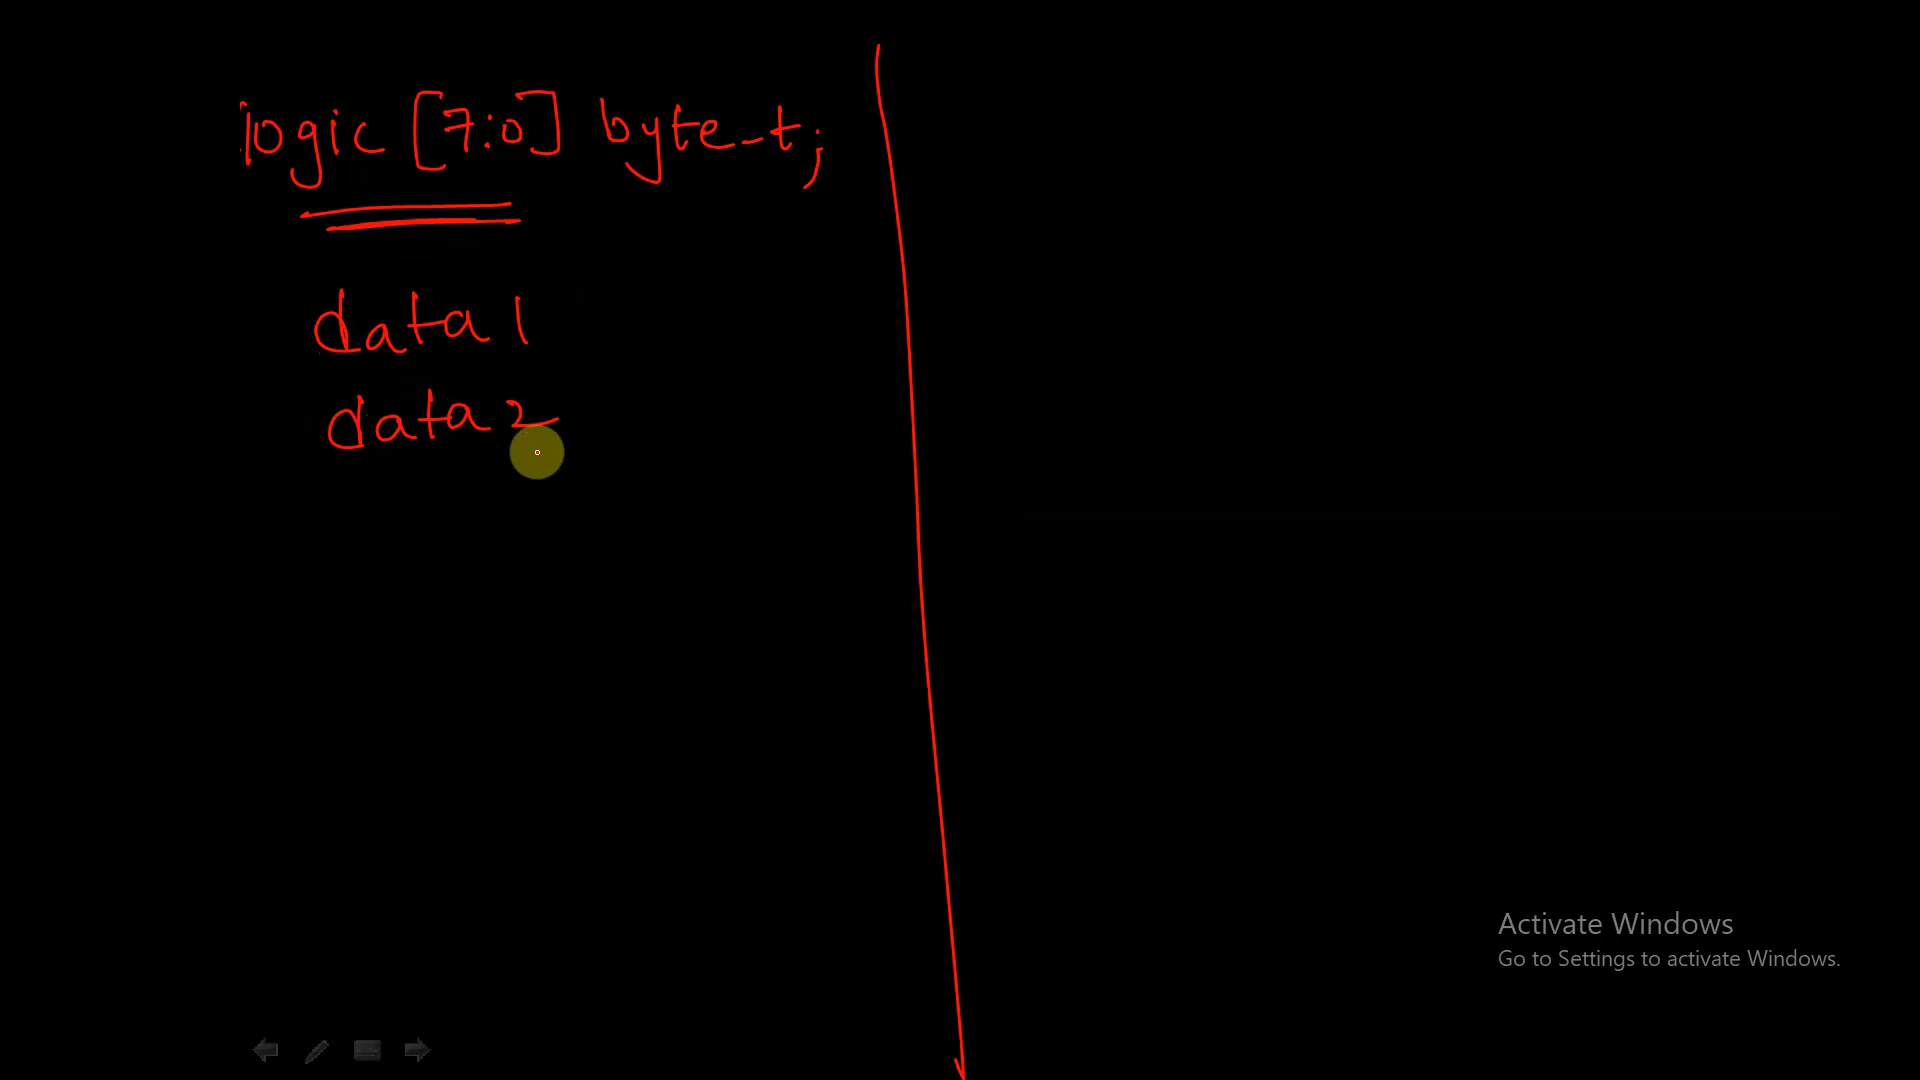 logic [7:0] byte_t;
data1
data2
Activate Windows
Go to Settings to activate Windows.